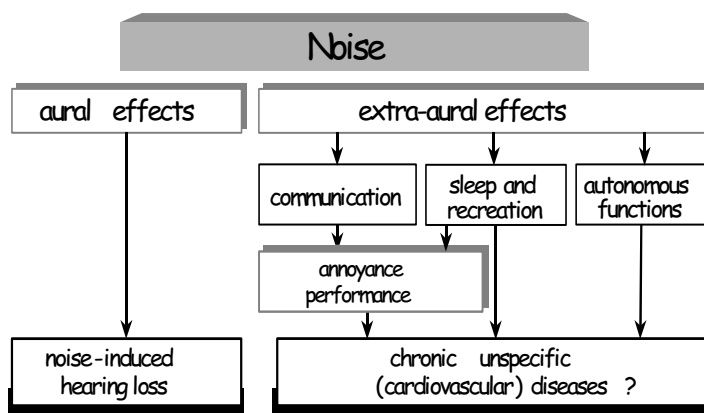 Noise
aural effects
extra-aural effects
communication
sleep and
recreation
autonomous
functions
annoyance
performance
noise-induced
hearing loss
chronic unspecific
(cardiovascular) diseases ?